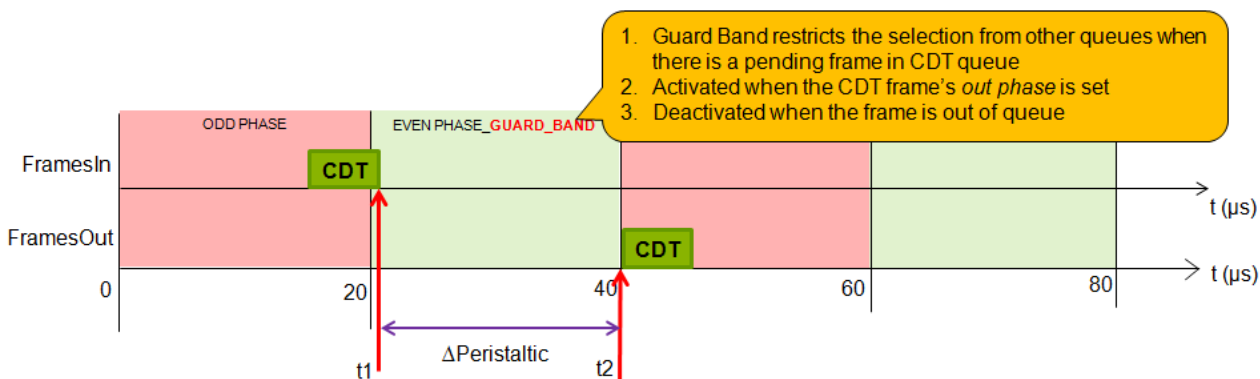 1. Guard Band restricts the selection from other queues when
there is a pending frame in CDT queue
2. Activated when the CDT frame's out phase is set
3. Deactivated when the frame is out of queue
ODD PHASE
EVEN PHASE_GUARD_BAND
FramesIn
CDT
t (µs)
FramesOut
CDT
t (µs)
0
20
40
60
80
ΔPeristaltic
t1
t2